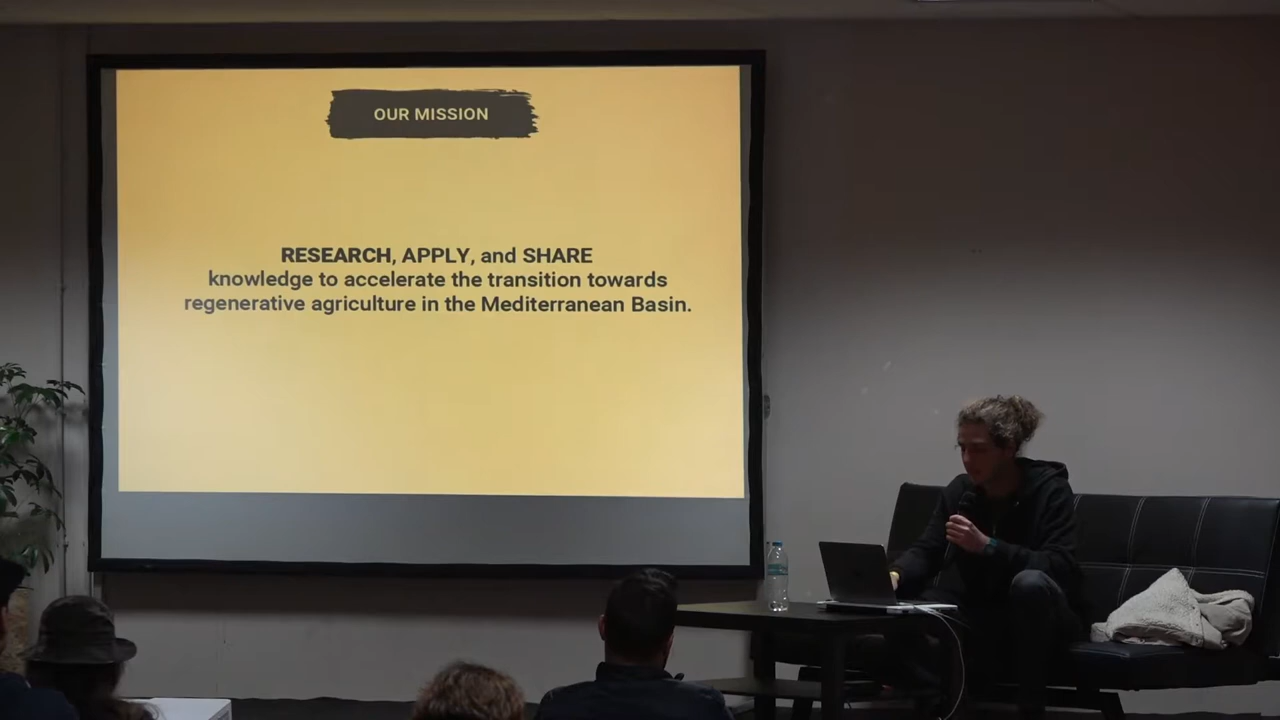 OUR MISSION
RESEARCH, APPLY, and SHARE
knowledge to accelerate the transition towards
regenerative agriculture in the Mediterranean Basin.